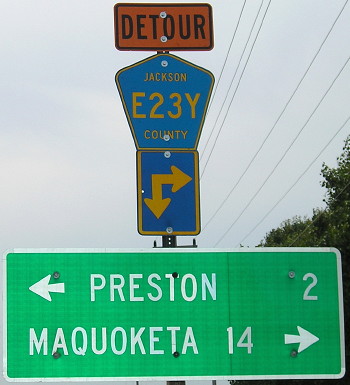 DETOUR
JACKSON
E23Y
COUNTY
PRESTON 2
MAQUOKETA 14